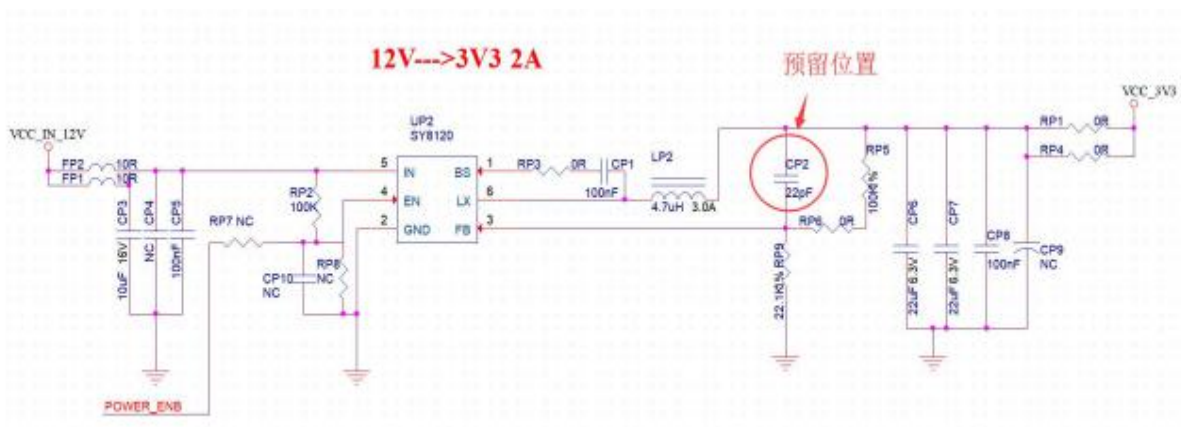 12V--->3V3 2A
预留位置
VCC_3V3
UP2
SY8120
RP1 0R
VCC_IN_12V
FP2 10R
FP1 10R
5 IN BS 1
RP3 0R CP1
100nF
LP2
4.7uH 3.0A
CP2
22pF
RP5
100K1%
RP4 0R
4 EN LX 6
2 GND FB 3
RP2
100K
RP7 NC
CP3
10uF 16V
CP4
NC
CP5
100nF
CP10
NC
RP8
NC
RP6 0R
RP9
22.1K1%
CP6
22uF 6.3V
CP7
22uF 6.3V
CP8
100nF
CP9
NC
POWER_ENB